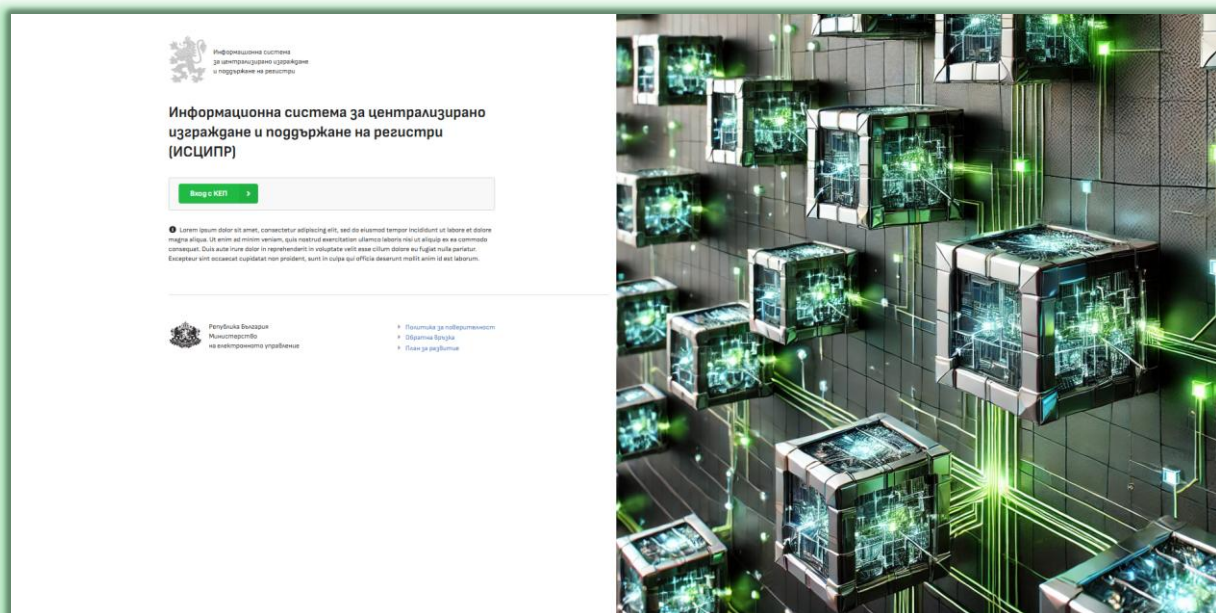 Информационна система
за централизирано изграждане
и поддържане на регистри
Информационна система за централизирано
изграждане и поддържане на регистри
(ИСЦИПР)
Вход с КЕП
Lorem ipsum dolor sit amet, consectetur adipiscing elit, sed do eiusmod tempor incididunt ut labore et dolore
magna aliqua. Ut enim ad minim veniam, quis nostrud exercitation ullamco laboris nisi ut aliquip ex ea commodo
consequat. Duis aute irure dolor in reprehenderit in voluptate velit esse cillum dolore eu fugiat nulla pariatur.
Excepteur sint occaecat cupidatat non proident, sunt in culpa qui officia deserunt mollit anim id est laborum.
Република България
Министерство
на електронното управление
Политика за поверителност
Обратна връзка
План за развитие